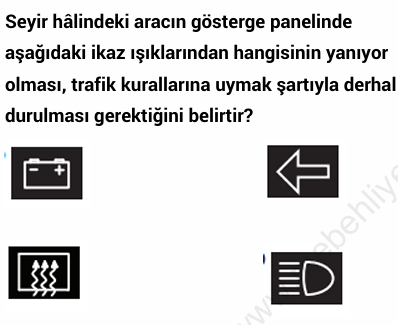 Seyir hâlindeki aracın gösterge panelinde
aşağıdaki ikaz ışıklarından hangisinin yanıyor
olması, trafik kurallarına uymak şartıyla derhal
durulması gerektiğini belirtir?